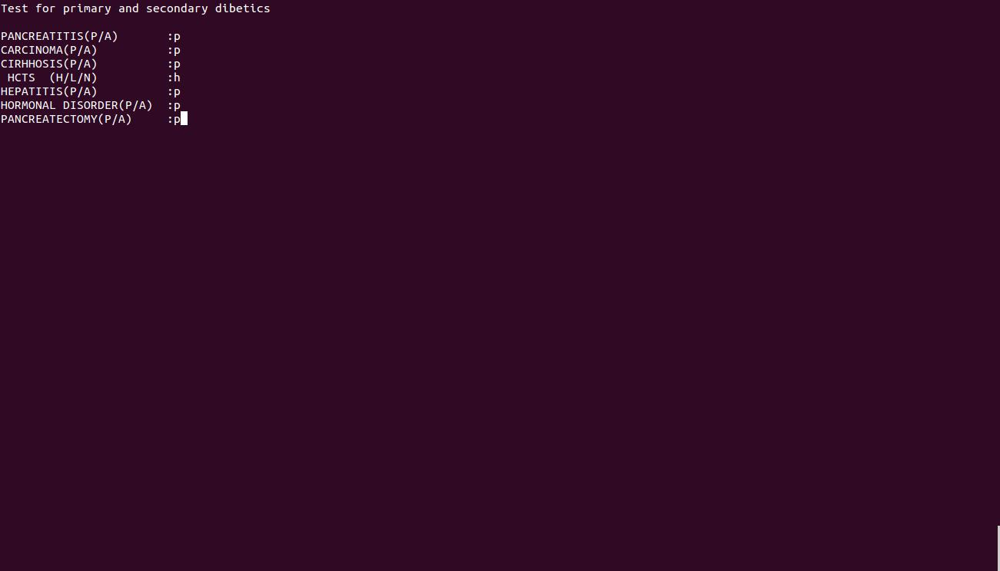 Test for primary and secondary dibetics
PANCREATITIS(P/A) :p
CARCINOMA(P/A) :p
CIRHHOSIS(P/A) :p
HCTS (H/L/N) :h
HEPATITIS(P/A) :p
HORMONAL DISORDER(P/A) :p
PANCREATECTOMY(P/A) :p